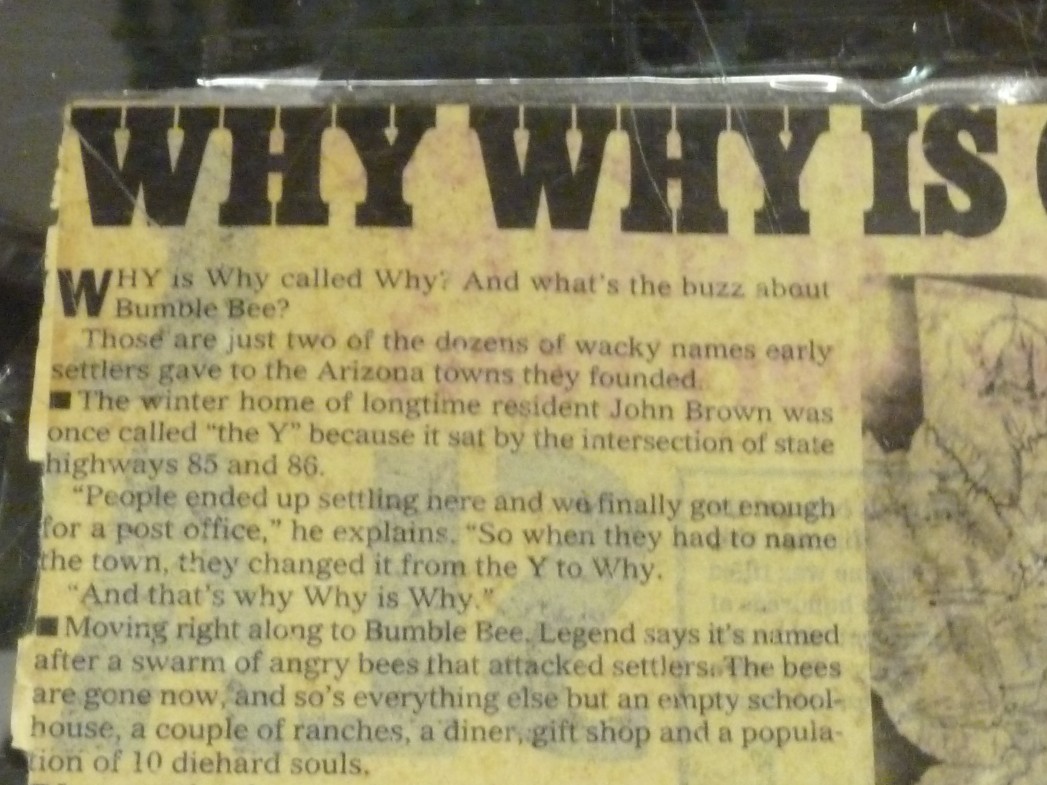 WHY WHY IS
WHY is Why called Why? And what's the buzz about
Bumble Bee?
Those are just two of the dozens of wacky names early
settlers gave to the Arizona towns they founded.
■ The winter home of longtime resident John Brown was
once called "the Y" because it sat by the intersection of state
highways 85 and 86.
"People ended up settling here and we finally got enough
for a post office," he explains. "So when they had to name
the town, they changed it from the Y to Why.
"And that's why Why is Why."
■ Moving right along to Bumble Bee. Legend says it's named
after a swarm of angry bees that attacked settlers. The bees
are gone now, and so's everything else but an empty school-
house, a couple of ranches, a diner, gift shop and a popula-
tion of 10 diehard souls.